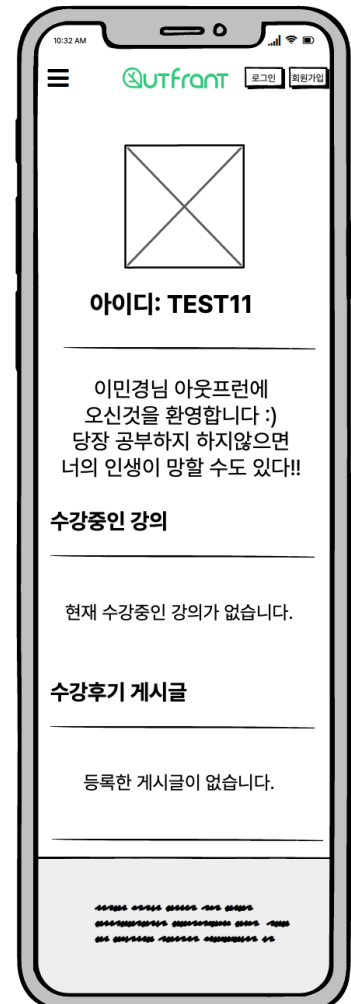 10:32 AM
OUTFranT
로그인
회원가입
아이디: TEST11
이민경님 아웃프런에
오신것을 환영합니다 :)
당장 공부하지 하지않으면
너의 인생이 망할 수도 있다!!
수강중인 강의
현재 수강중인 강의가 없습니다.
수강후기 게시글
등록한 게시글이 없습니다.